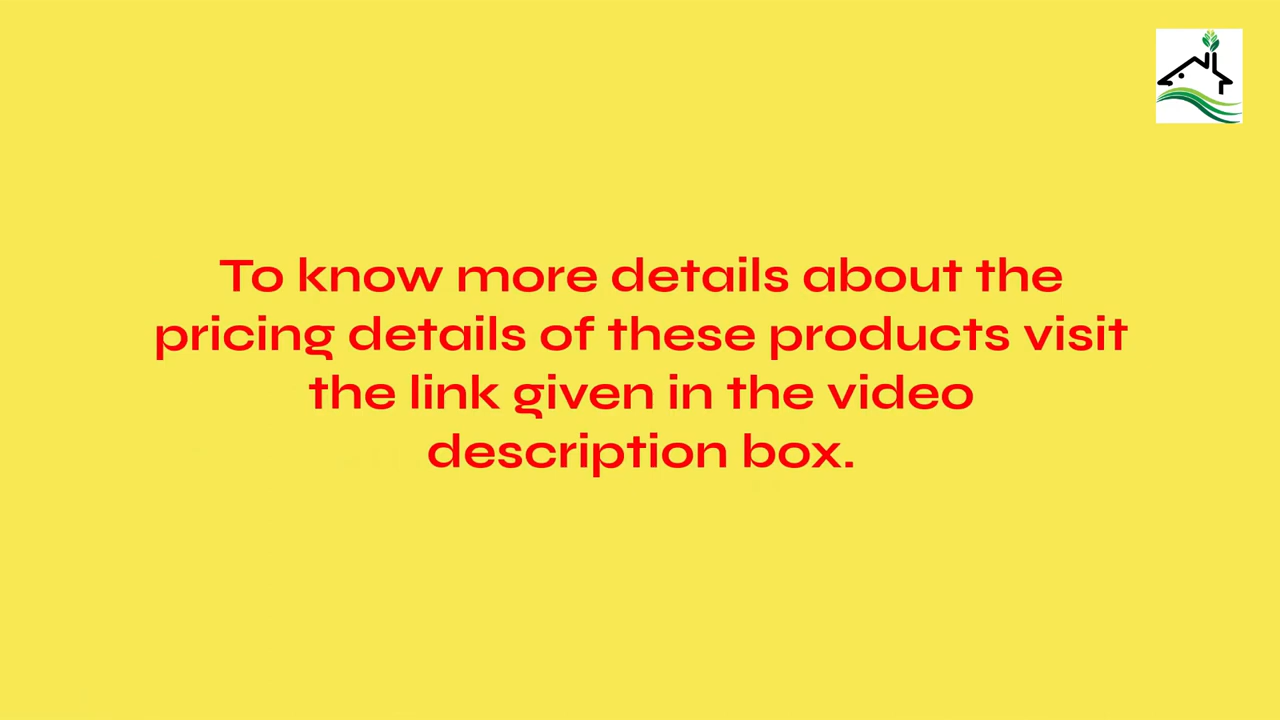 To know more details about the
pricing details of these products visit
the link given in the video
description box.